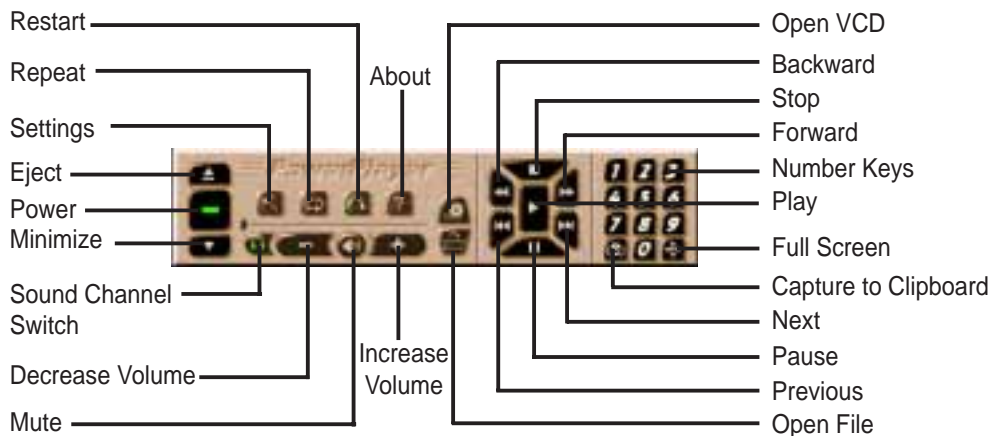 Restart
Repeat
Settings
Eject
Power
Minimize
Sound Channel
Switch
Decrease Volume
Mute
About
Increase
Volume
Open VCD
Backward
Stop
Forward
Number Keys
Play
Full Screen
Capture to Clipboard
Next
Pause
Previous
Open File
1 2 3
4 5 6
7 8 9
0